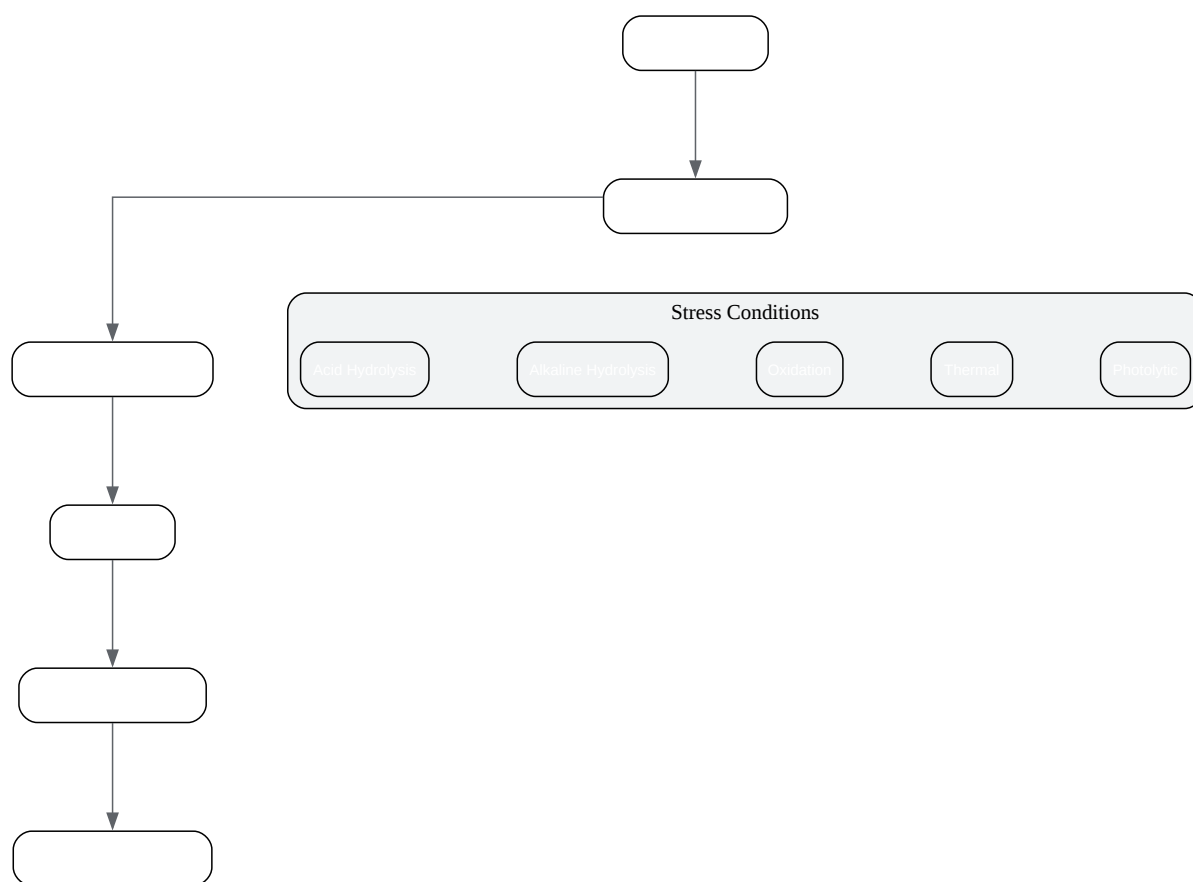 Stress Conditions
Acid Hydrolysis
Alkaline Hydrolysis
Oxidation
Thermal
Photolytic